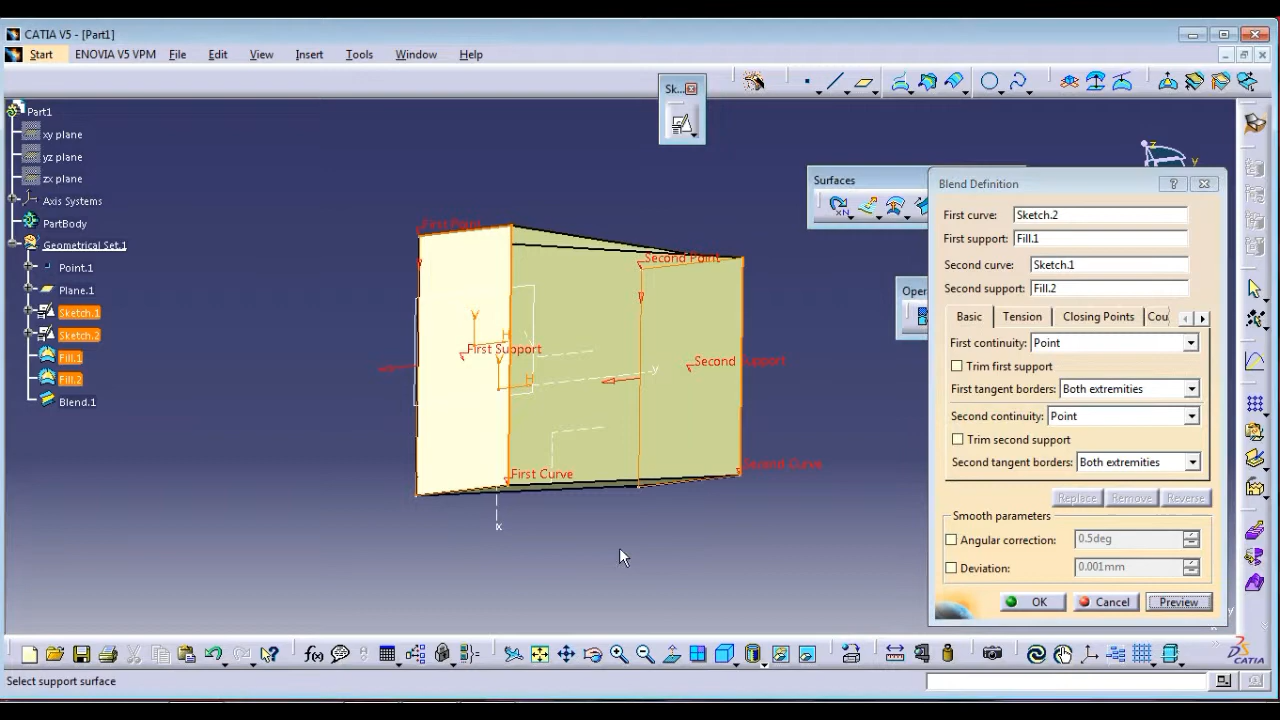 CATIA V5 - [Part1]
Start ENOVIA V5 VPM File Edit View Insert Tools Window Help
Sk...
Part1
xy plane
yz plane
zx plane
Axis Systems
PartBody
Geometrical Set.1
Point.1
Plane.1
Sketch.1
Sketch.2
Fill.1
Fill.2
Blend.1
First Point
Second Point
First Support
Second Support
First Curve
Second Curve
V
H
V
H
y
x
z
y
Surfaces
Oper
Blend Definition
First curve: Sketch.2
First support: Fill.1
Second curve: Sketch.1
Second support: Fill.2
Basic Tension Closing Points Cou
First continuity: Point
Trim first support
First tangent borders: Both extremities
Second continuity: Point
Trim second support
Second tangent borders: Both extremities
Replace Remove Reverse
Smooth parameters
Angular correction: 0.5deg
Deviation: 0.001mm
OK Cancel Preview
f(x)
CATIA
Select support surface